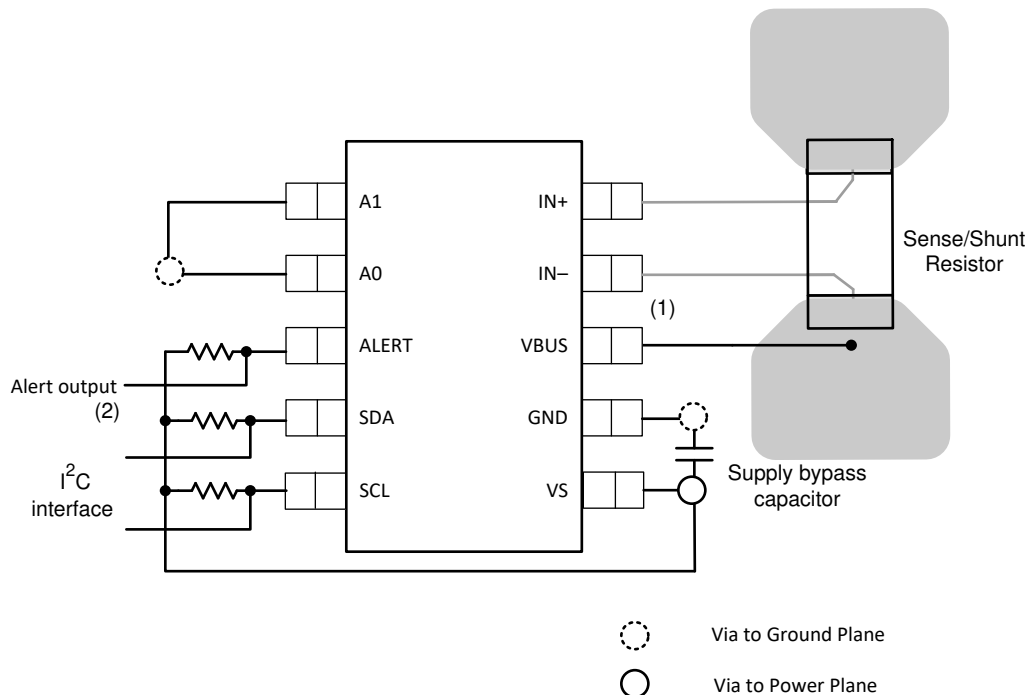 A1
A0
ALERT
SDA
SCL
IN+
IN–
VBUS
GND
VS
(1)
Alert output
(2)
I2C
interface
Sense/Shunt
Resistor
Supply bypass
capacitor
Via to Ground Plane
Via to Power Plane